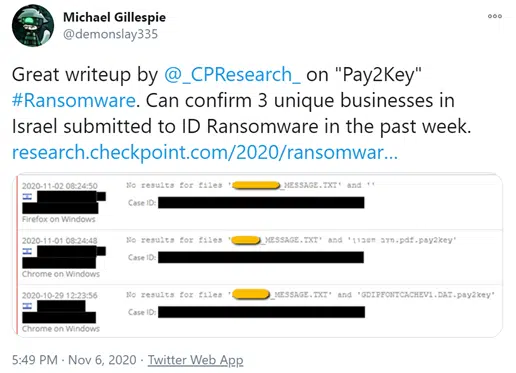 Michael Gillespie
@demonslay335
Great writeup by @_CPResearch_ on "Pay2Key"
#Ransomware. Can confirm 3 unique businesses in
Israel submitted to ID Ransomware in the past week.
research.checkpoint.com/2020/ransomwar…
2020-11-02 08:24:50
No results for files '_MESSAGE.TXT' and ''
Case ID:
Firefox on Windows
2020-11-01 08:24:48
No results for files '_MESSAGE.TXT' and '.pdf.pay2key'
Case ID:
Chrome on Windows
2020-10-29 12:23:56
No results for files '_MESSAGE.TXT' and 'GDIPFONTCACHEV1.DAT.pay2key'
Case ID:
Chrome on Windows
5:49 PM · Nov 6, 2020 · Twitter Web App